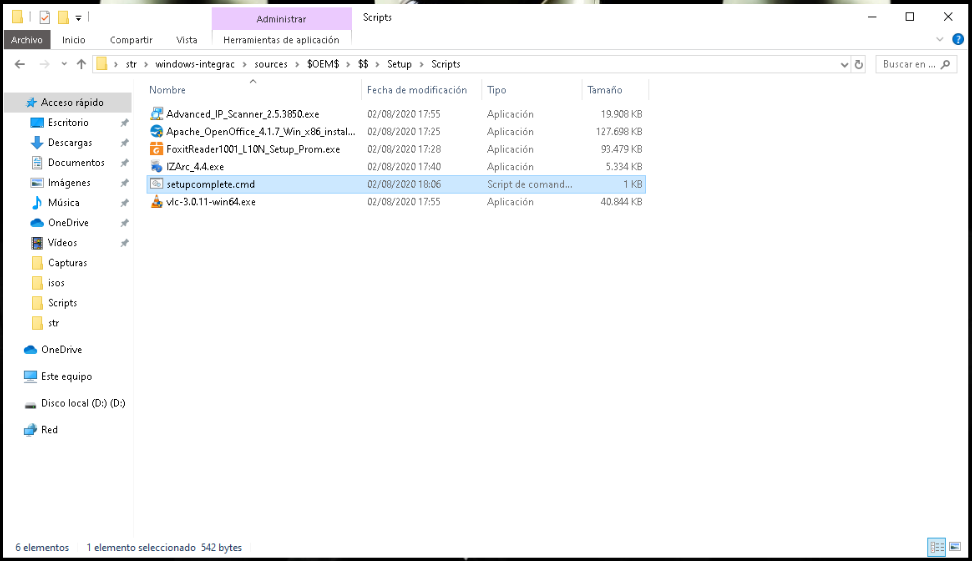 Administrar Scripts
Archivo Inicio Compartir Vista Herramientas de aplicación
str windows-integrac sources $OEM$ $$ Setup Scripts Buscar en ...
Nombre Fecha de modificación Tipo Tamaño
Advanced_IP_Scanner_2.5.3850.exe 02/08/2020 17:55 Aplicación 19.908 KB
Apache_OpenOffice_4.1.7_Win_x86_instal... 02/08/2020 17:25 Aplicación 127.698 KB
FoxitReader1001_L10N_Setup_Prom.exe 02/08/2020 17:28 Aplicación 93.479 KB
IZArc_4.4.exe 02/08/2020 17:40 Aplicación 5.334 KB
setupcomplete.cmd 02/08/2020 18:06 Script de comand... 1 KB
vlc-3.0.11-win64.exe 02/08/2020 17:55 Aplicación 40.844 KB
Acceso rápido
Escritorio
Descargas
Documentos
Imágenes
Música
OneDrive
Vídeos
Capturas
isos
Scripts
str
OneDrive
Este equipo
Disco local (D:) (D:)
Red
6 elementos 1 elemento seleccionado 542 bytes